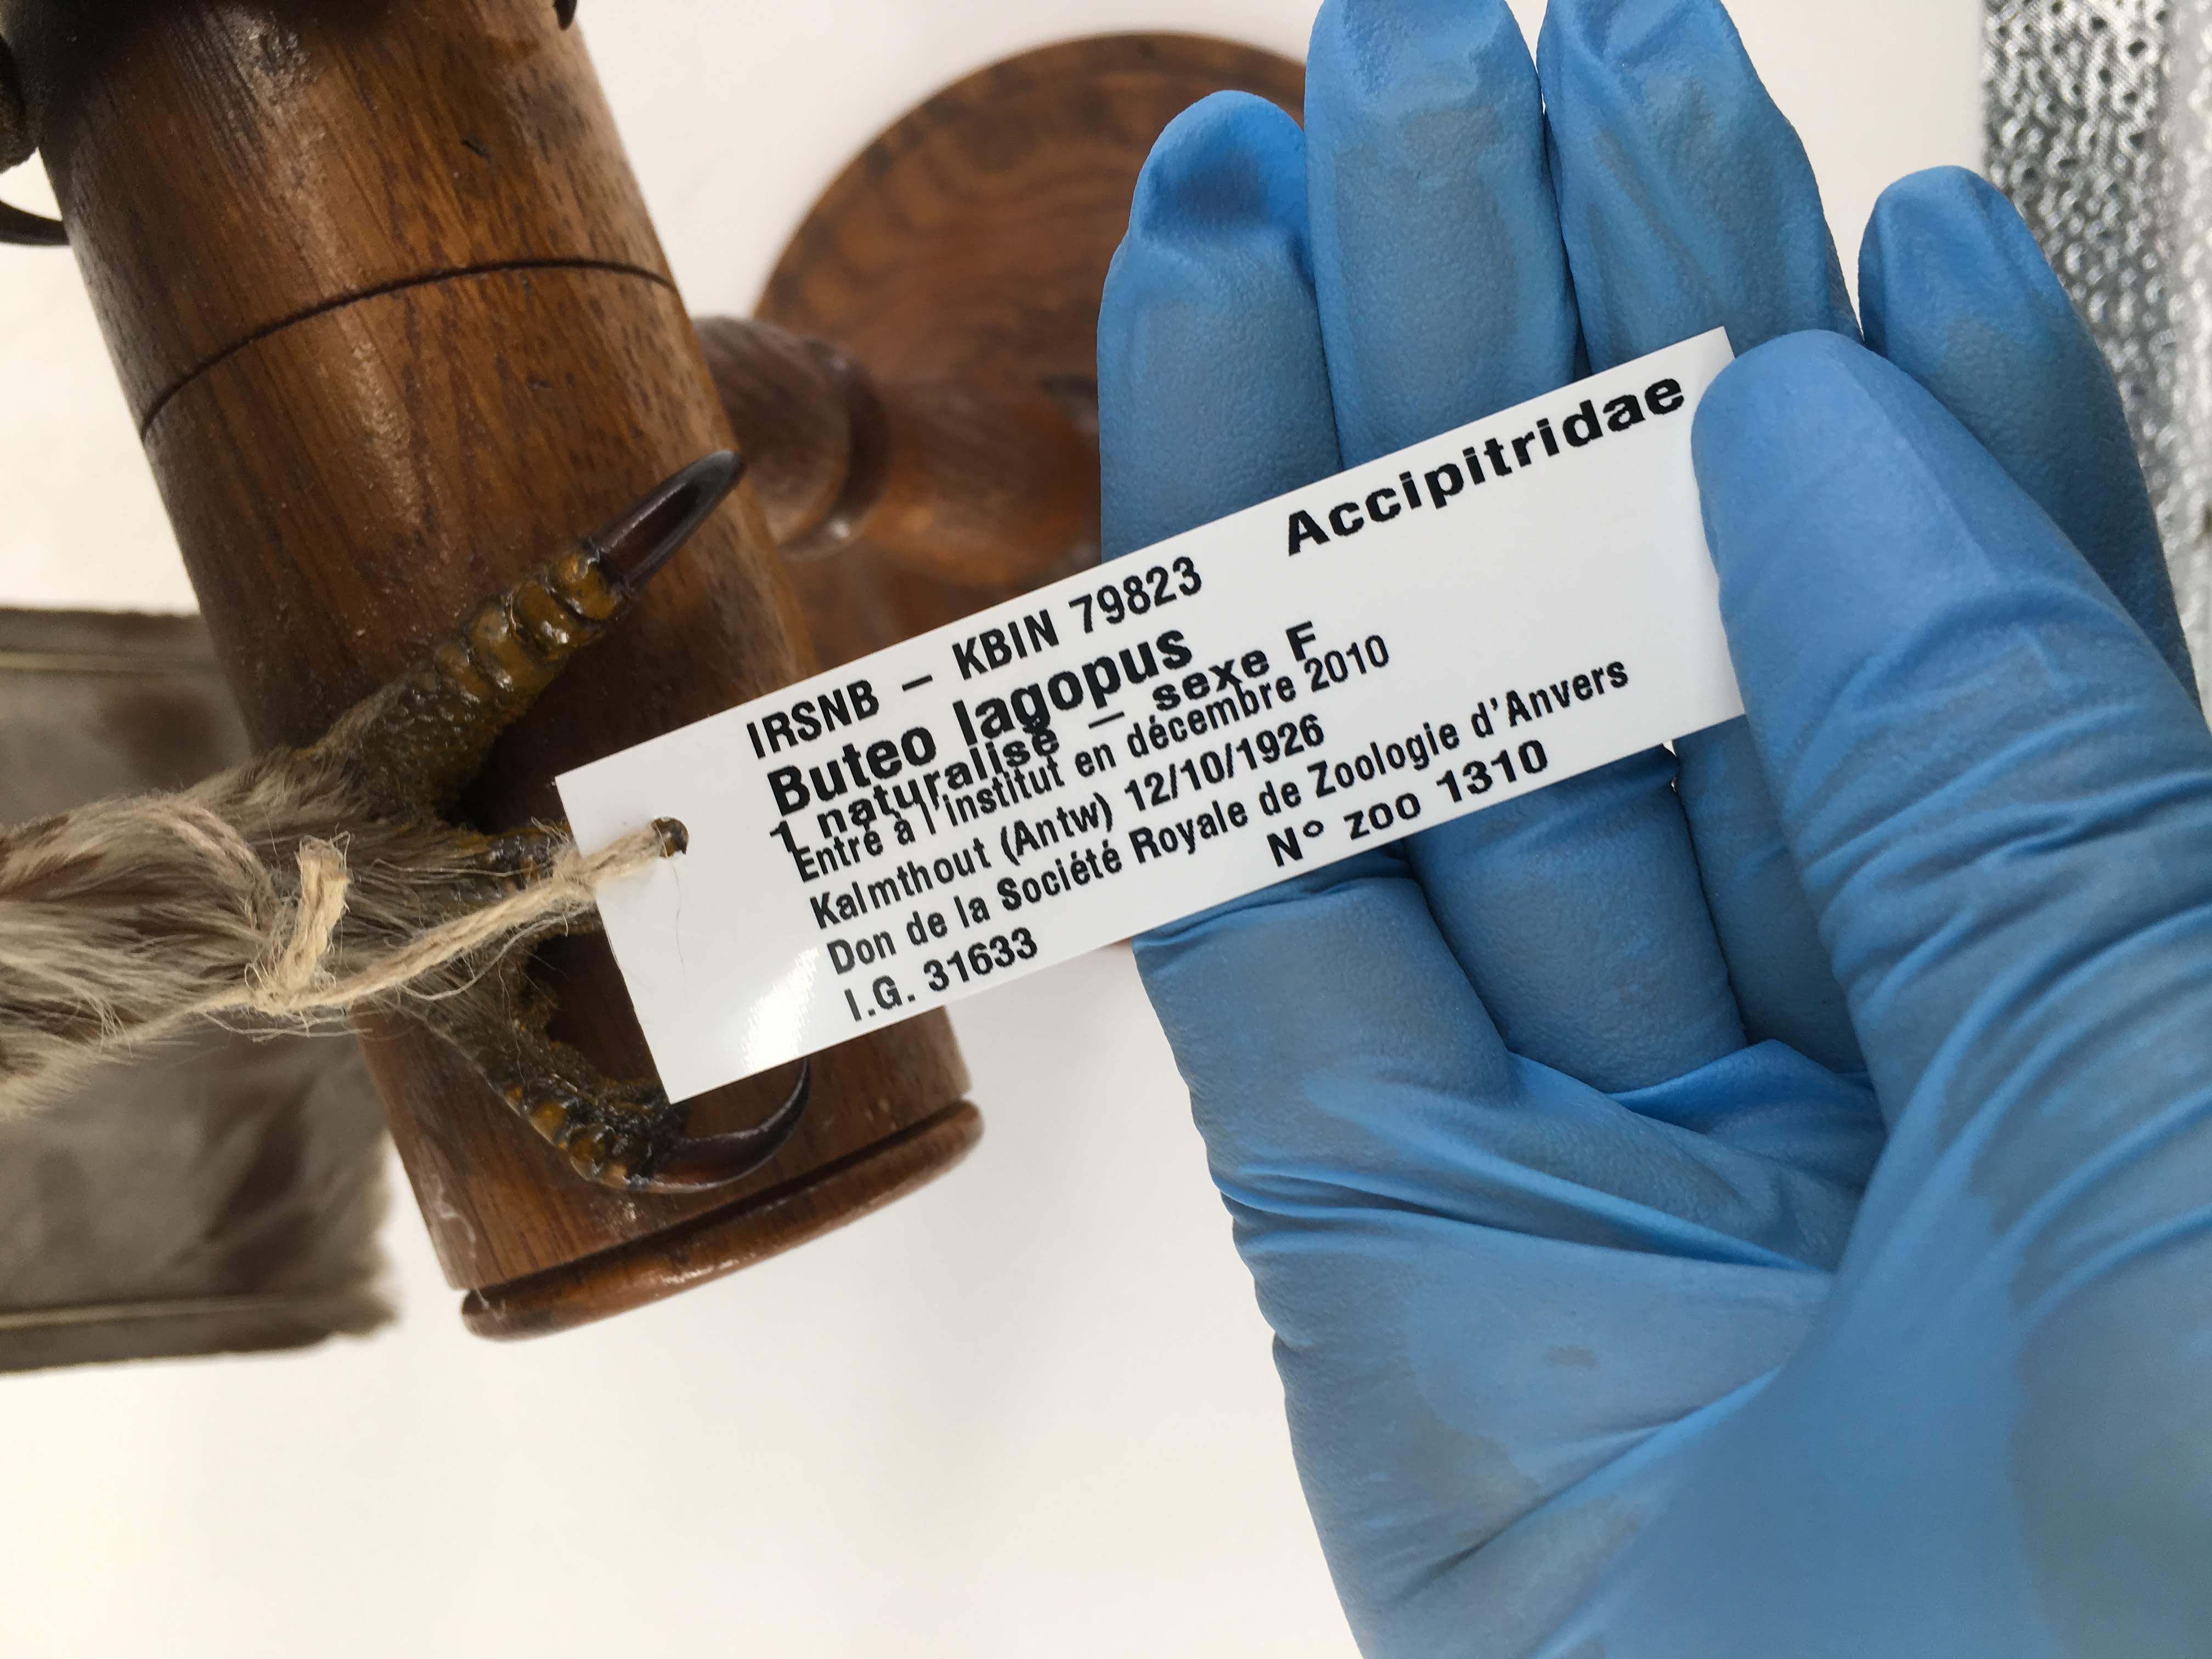 IRSNB – KBIN 79823 Accipitridae
Buteo lagopus
1 naturalisé – sexe F
Entré à l'institut en décembre 2010
Kalmthout (Antw) 12/10/1926
Don de la Société Royale de Zoologie d'Anvers
I.G. 31633 N° zoo 1310